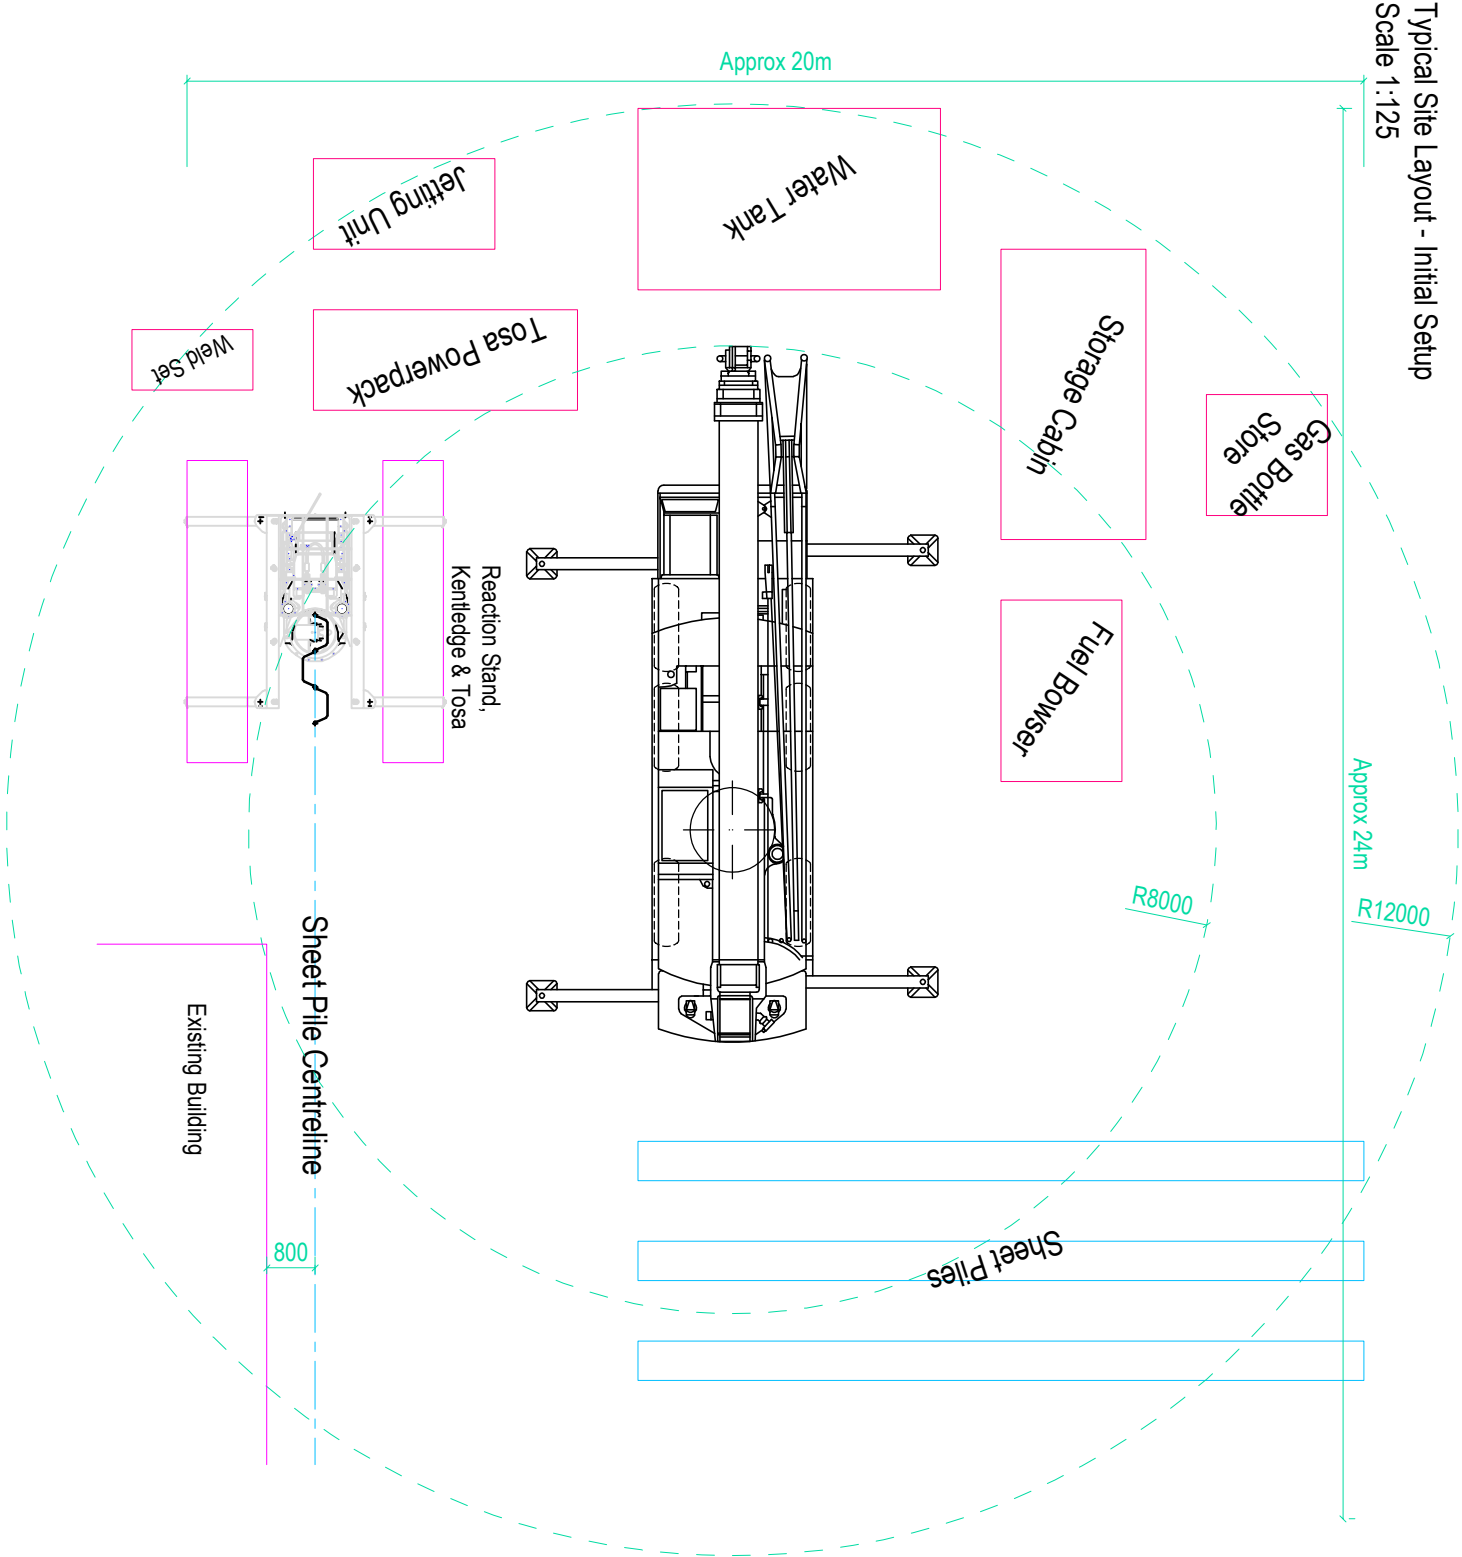 Typical Site Layout - Initial Setup
Scale 1:125
Approx 20m
Water Tank
Jetting Unit
Tosa Powerpack
Weld Set
Storage Cabin
Gas Bottle
Store
Reaction Stand,
Kentledge & Tosa
Fuel Bowser
Approx 24m
R8000
R12000
Sheet Pile Centreline
Existing Building
800
Sheet Piles